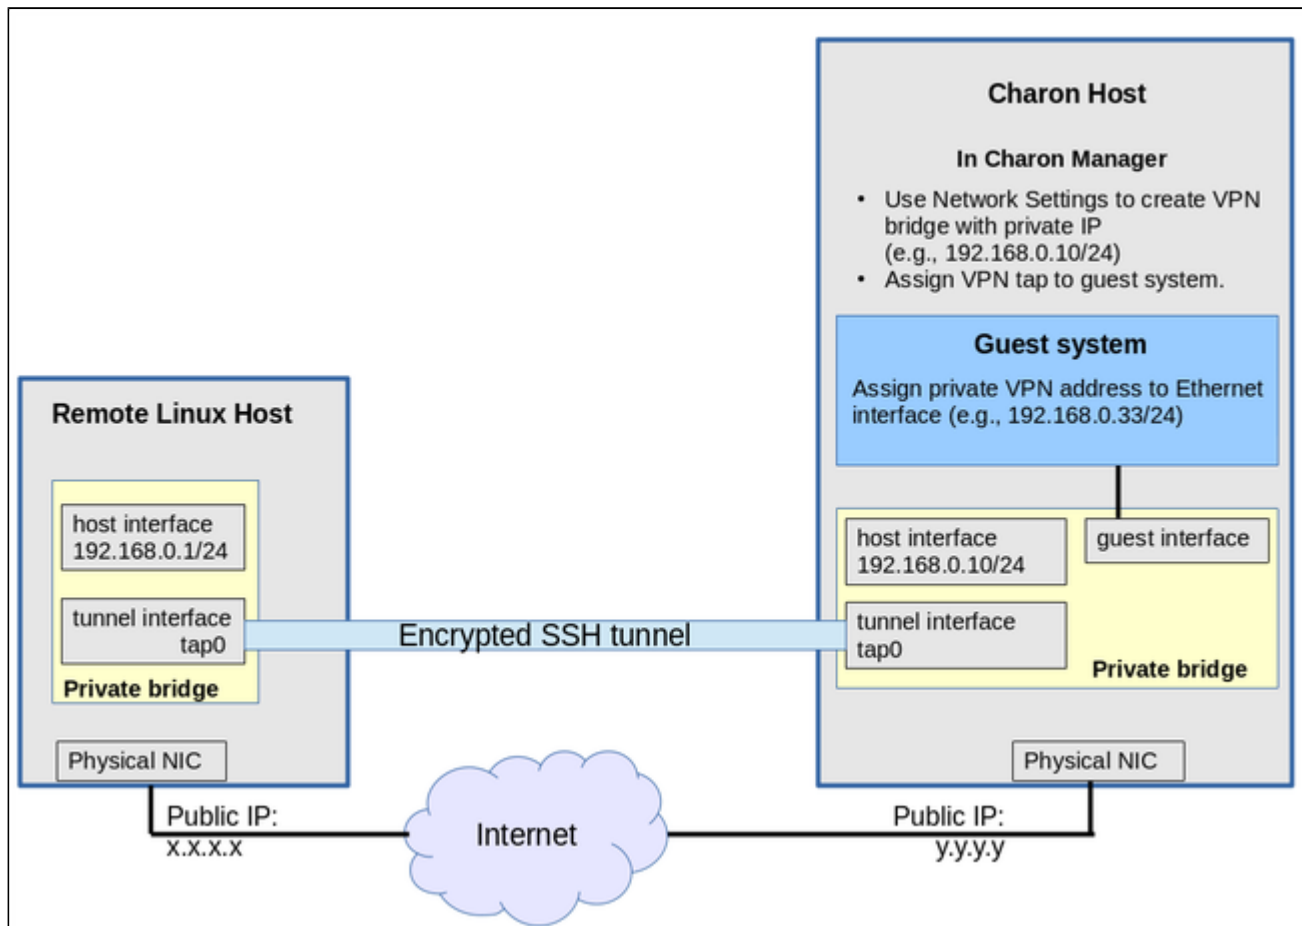 Charon Host
In Charon Manager
• Use Network Settings to create VPN
bridge with private IP
(e.g., 192.168.0.10/24)
• Assign VPN tap to guest system.
Guest system
Assign private VPN address to Ethernet
interface (e.g., 192.168.0.33/24)
Remote Linux Host
host interface
192.168.0.1/24
tunnel interface
tap0
Private bridge
Physical NIC
Encrypted SSH tunnel
host interface
192.168.0.10/24
guest interface
tunnel interface
tap0
Private bridge
Physical NIC
Public IP:
x.x.x.x
Internet
Public IP:
y.y.y.y